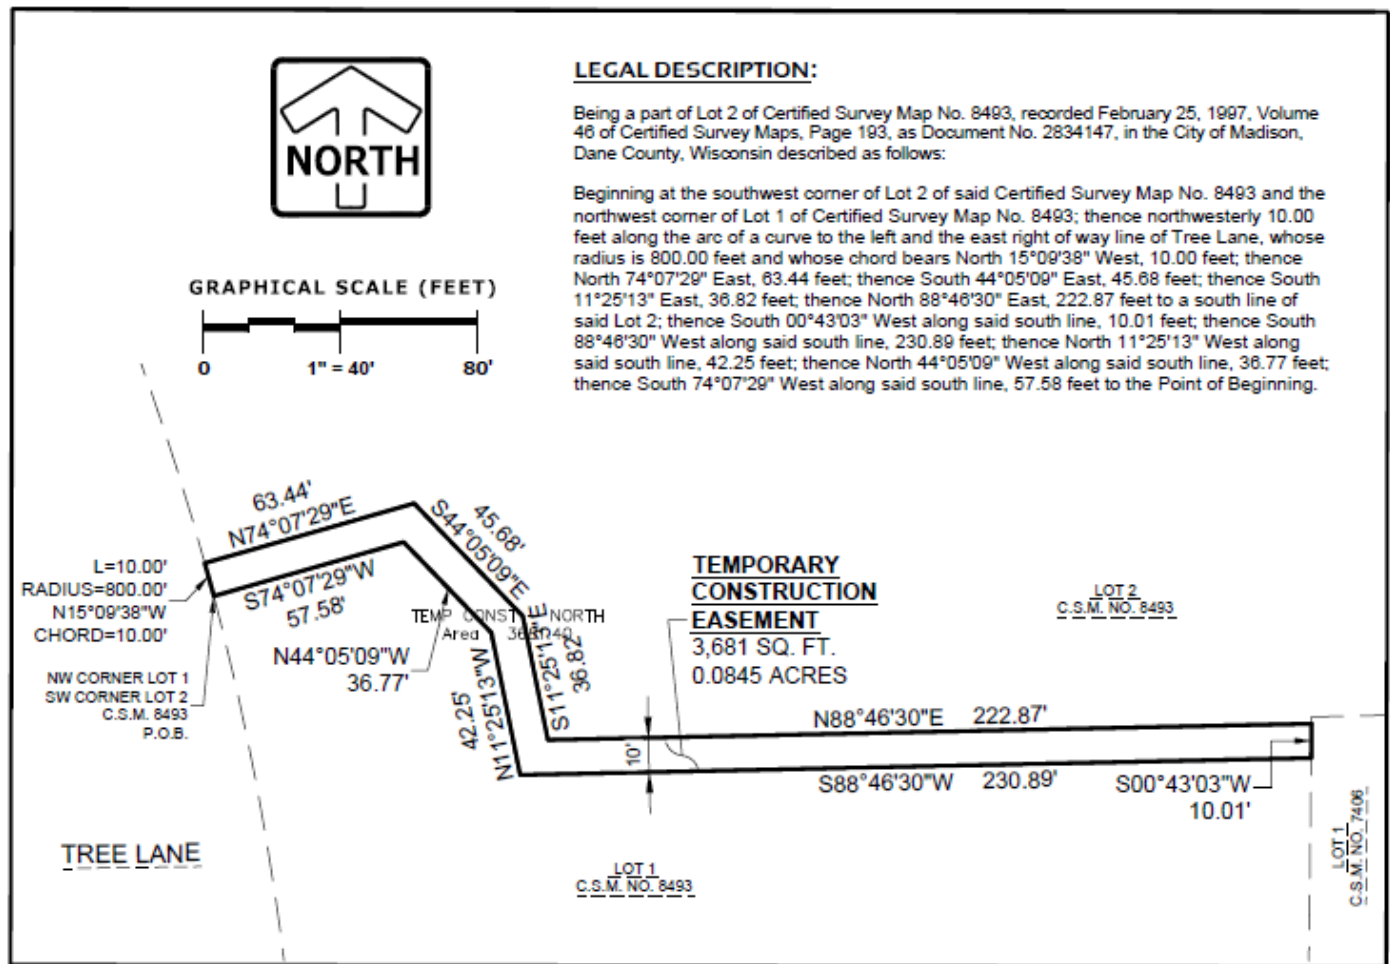 NORTH
LEGAL DESCRIPTION:
Being a part of Lot 2 of Certified Survey Map No. 8493, recorded February 25, 1997, Volume
46 of Certified Survey Maps, Page 193, as Document No. 2834147, in the City of Madison,
Dane County, Wisconsin described as follows:
Beginning at the southwest corner of Lot 2 of said Certified Survey Map No. 8493 and the
northwest corner of Lot 1 of Certified Survey Map No. 8493; thence northwesterly 10.00
feet along the arc of a curve to the left and the east right of way line of Tree Lane, whose
radius is 800.00 feet and whose chord bears North 15°09'38" West, 10.00 feet; thence
North 74°07'29" East, 63.44 feet; thence South 44°05'09" East, 45.68 feet; thence South
11°25'13" East, 36.82 feet; thence North 88°46'30" East, 222.87 feet to a south line of
said Lot 2; thence South 00°43'03" West along said south line, 10.01 feet; thence South
88°46'30" West along said south line, 230.89 feet; thence North 11°25'13" West along
said south line, 42.25 feet; thence North 44°05'09" West along said south line, 36.77 feet;
thence South 74°07'29" West along said south line, 57.58 feet to the Point of Beginning.
GRAPHICAL SCALE (FEET)
0 1" = 40' 80'
63.44'
N74°07'29"E
45.68'
S44°05'09"E
L=10.00'
RADIUS=800.00'
N15°09'38"W
CHORD=10.00'
S74°07'29"W
57.58'
TEMP CONST - NORTH
Area
N44°05'09"W
36.77'
NW CORNER LOT 1
SW CORNER LOT 2
C.S.M. 8493
P.O.B.
42.25'
N11°25'13"W
S11°25'13"E
36.82'
TEMPORARY
CONSTRUCTION
EASEMENT
3,681 SQ. FT.
0.0845 ACRES
LOT 2
C.S.M. NO. 8493
N88°46'30"E 222.87'
10'
S88°46'30"W 230.89'
S00°43'03"W
10.01'
TREE LANE
LOT 1
C.S.M. NO. 8493
LOT 1
C.S.M. NO. 7406